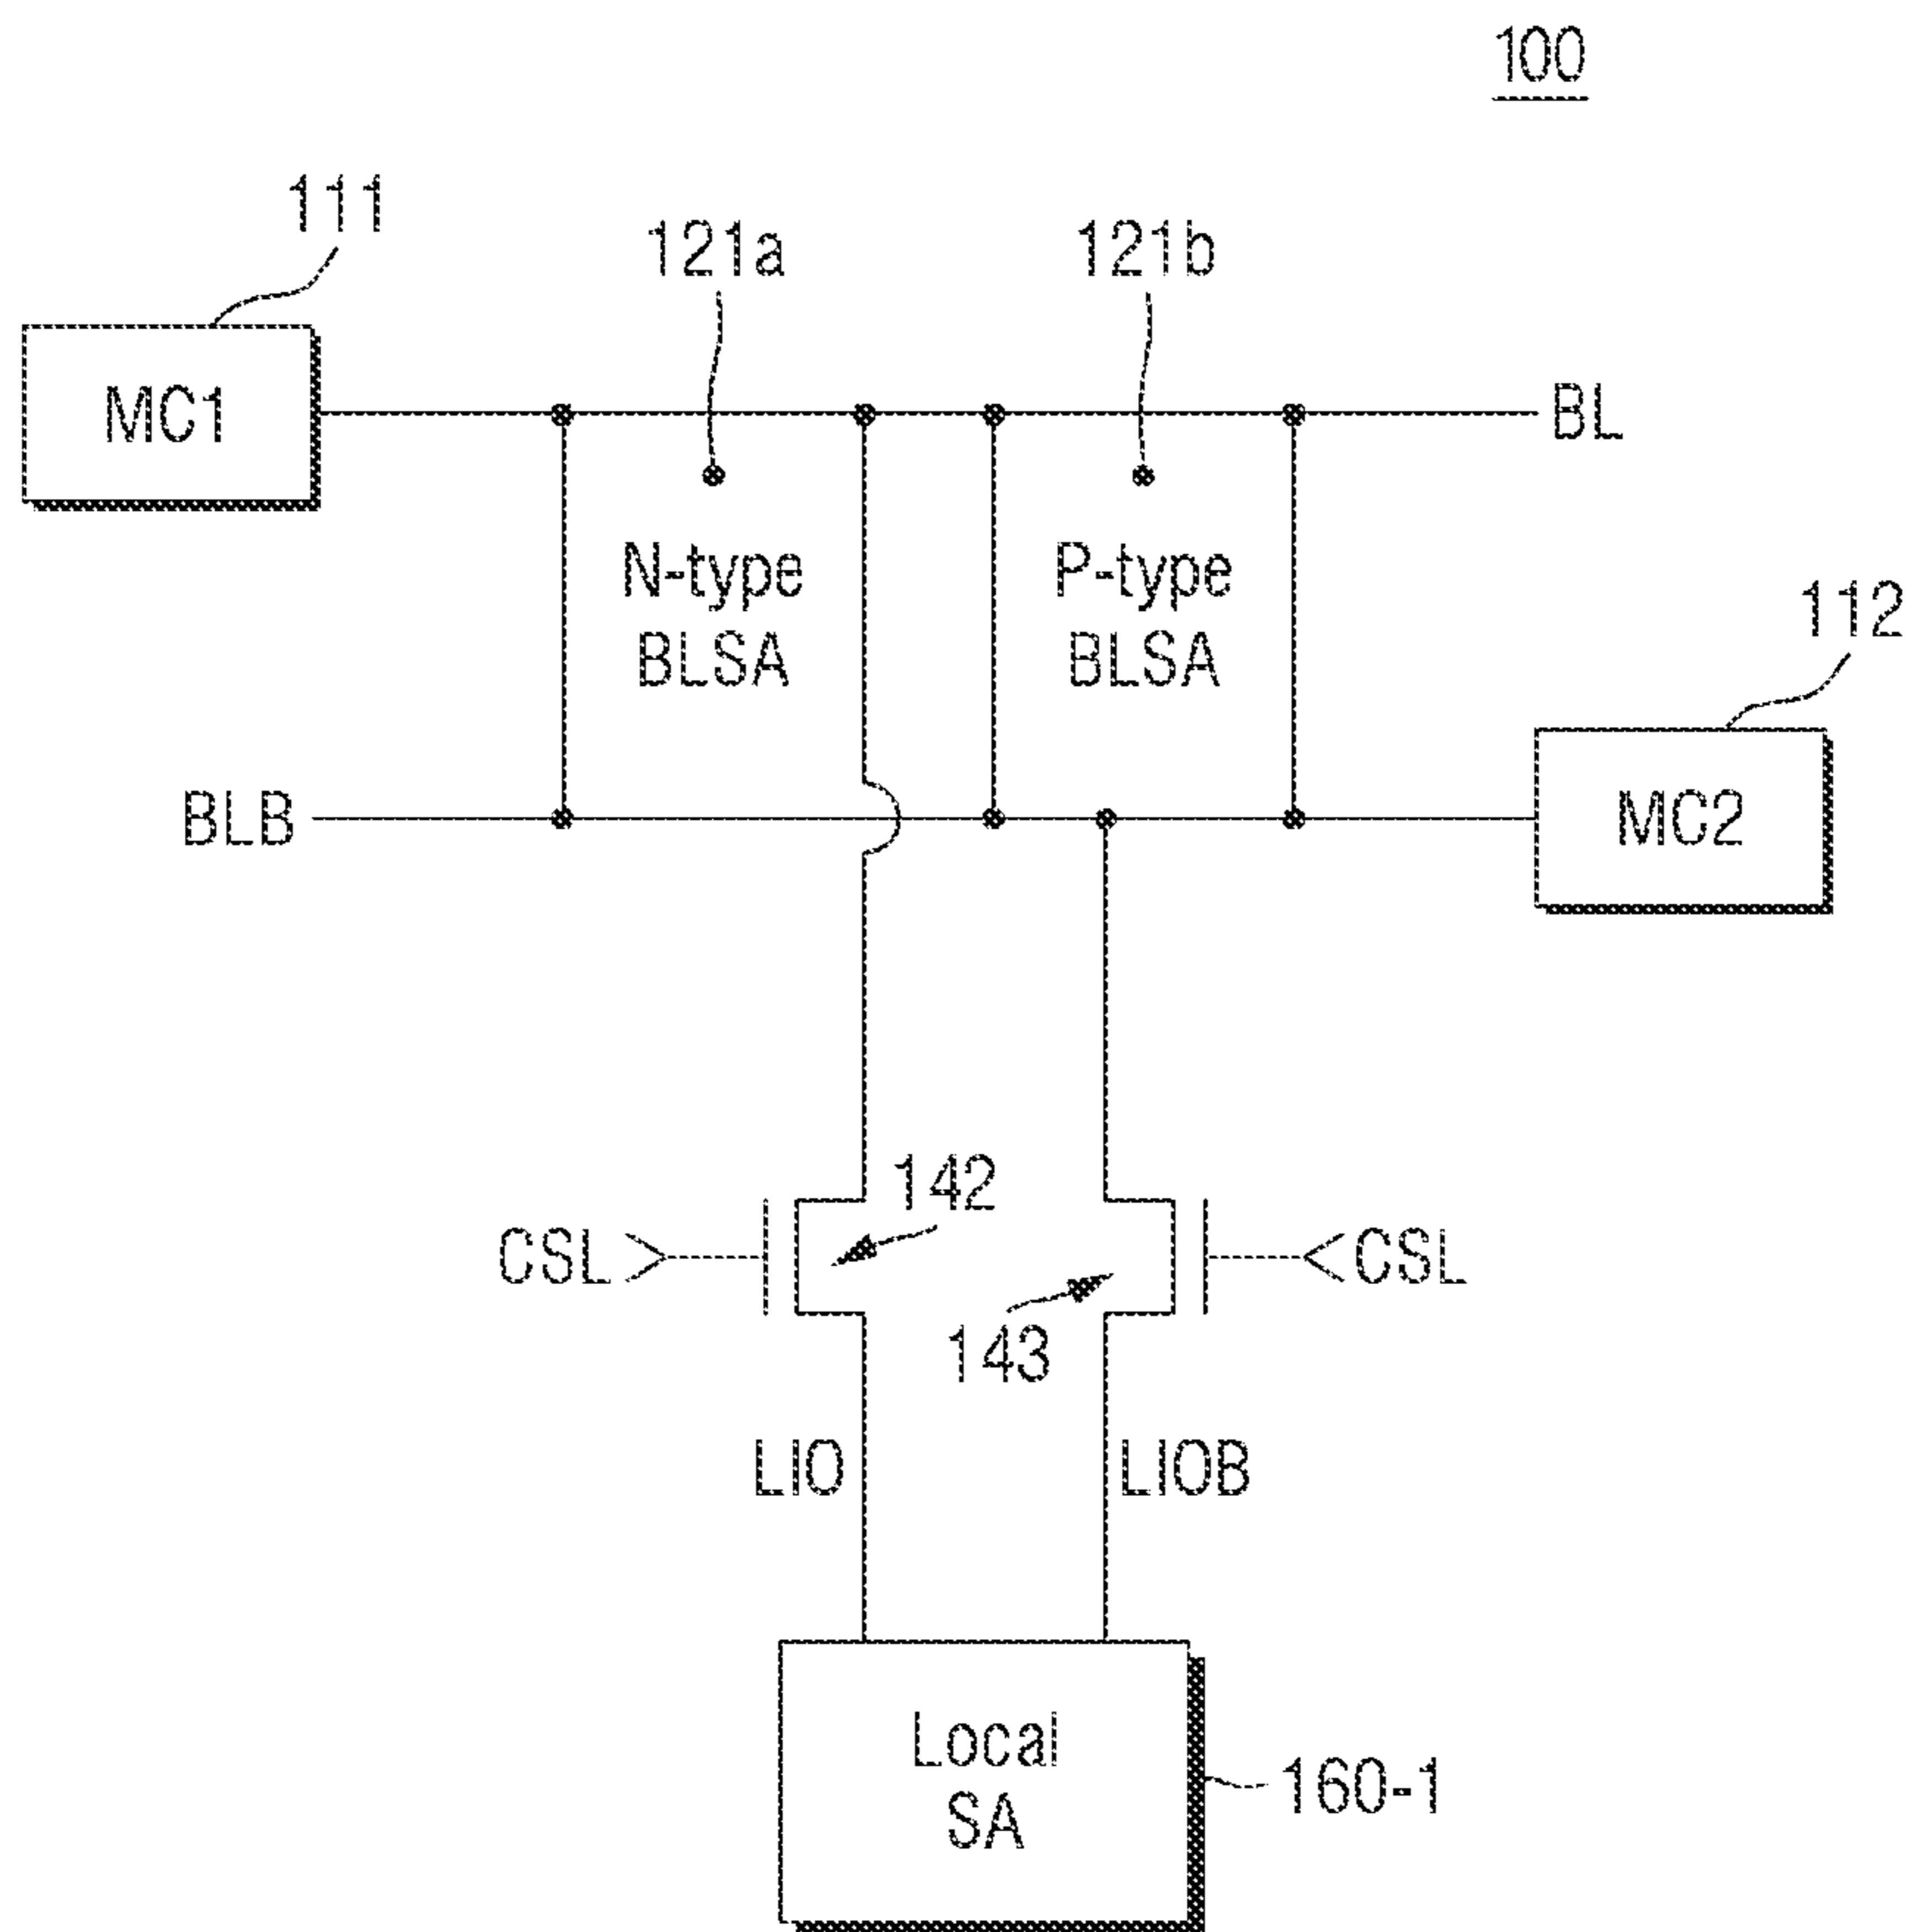 100
111
121a
121b
MC1
BL
N-type
BLSA
P-type
BLSA
112
BLB
MC2
142
CSL
CSL
143
LIO
LIOB
Local
SA
160-1